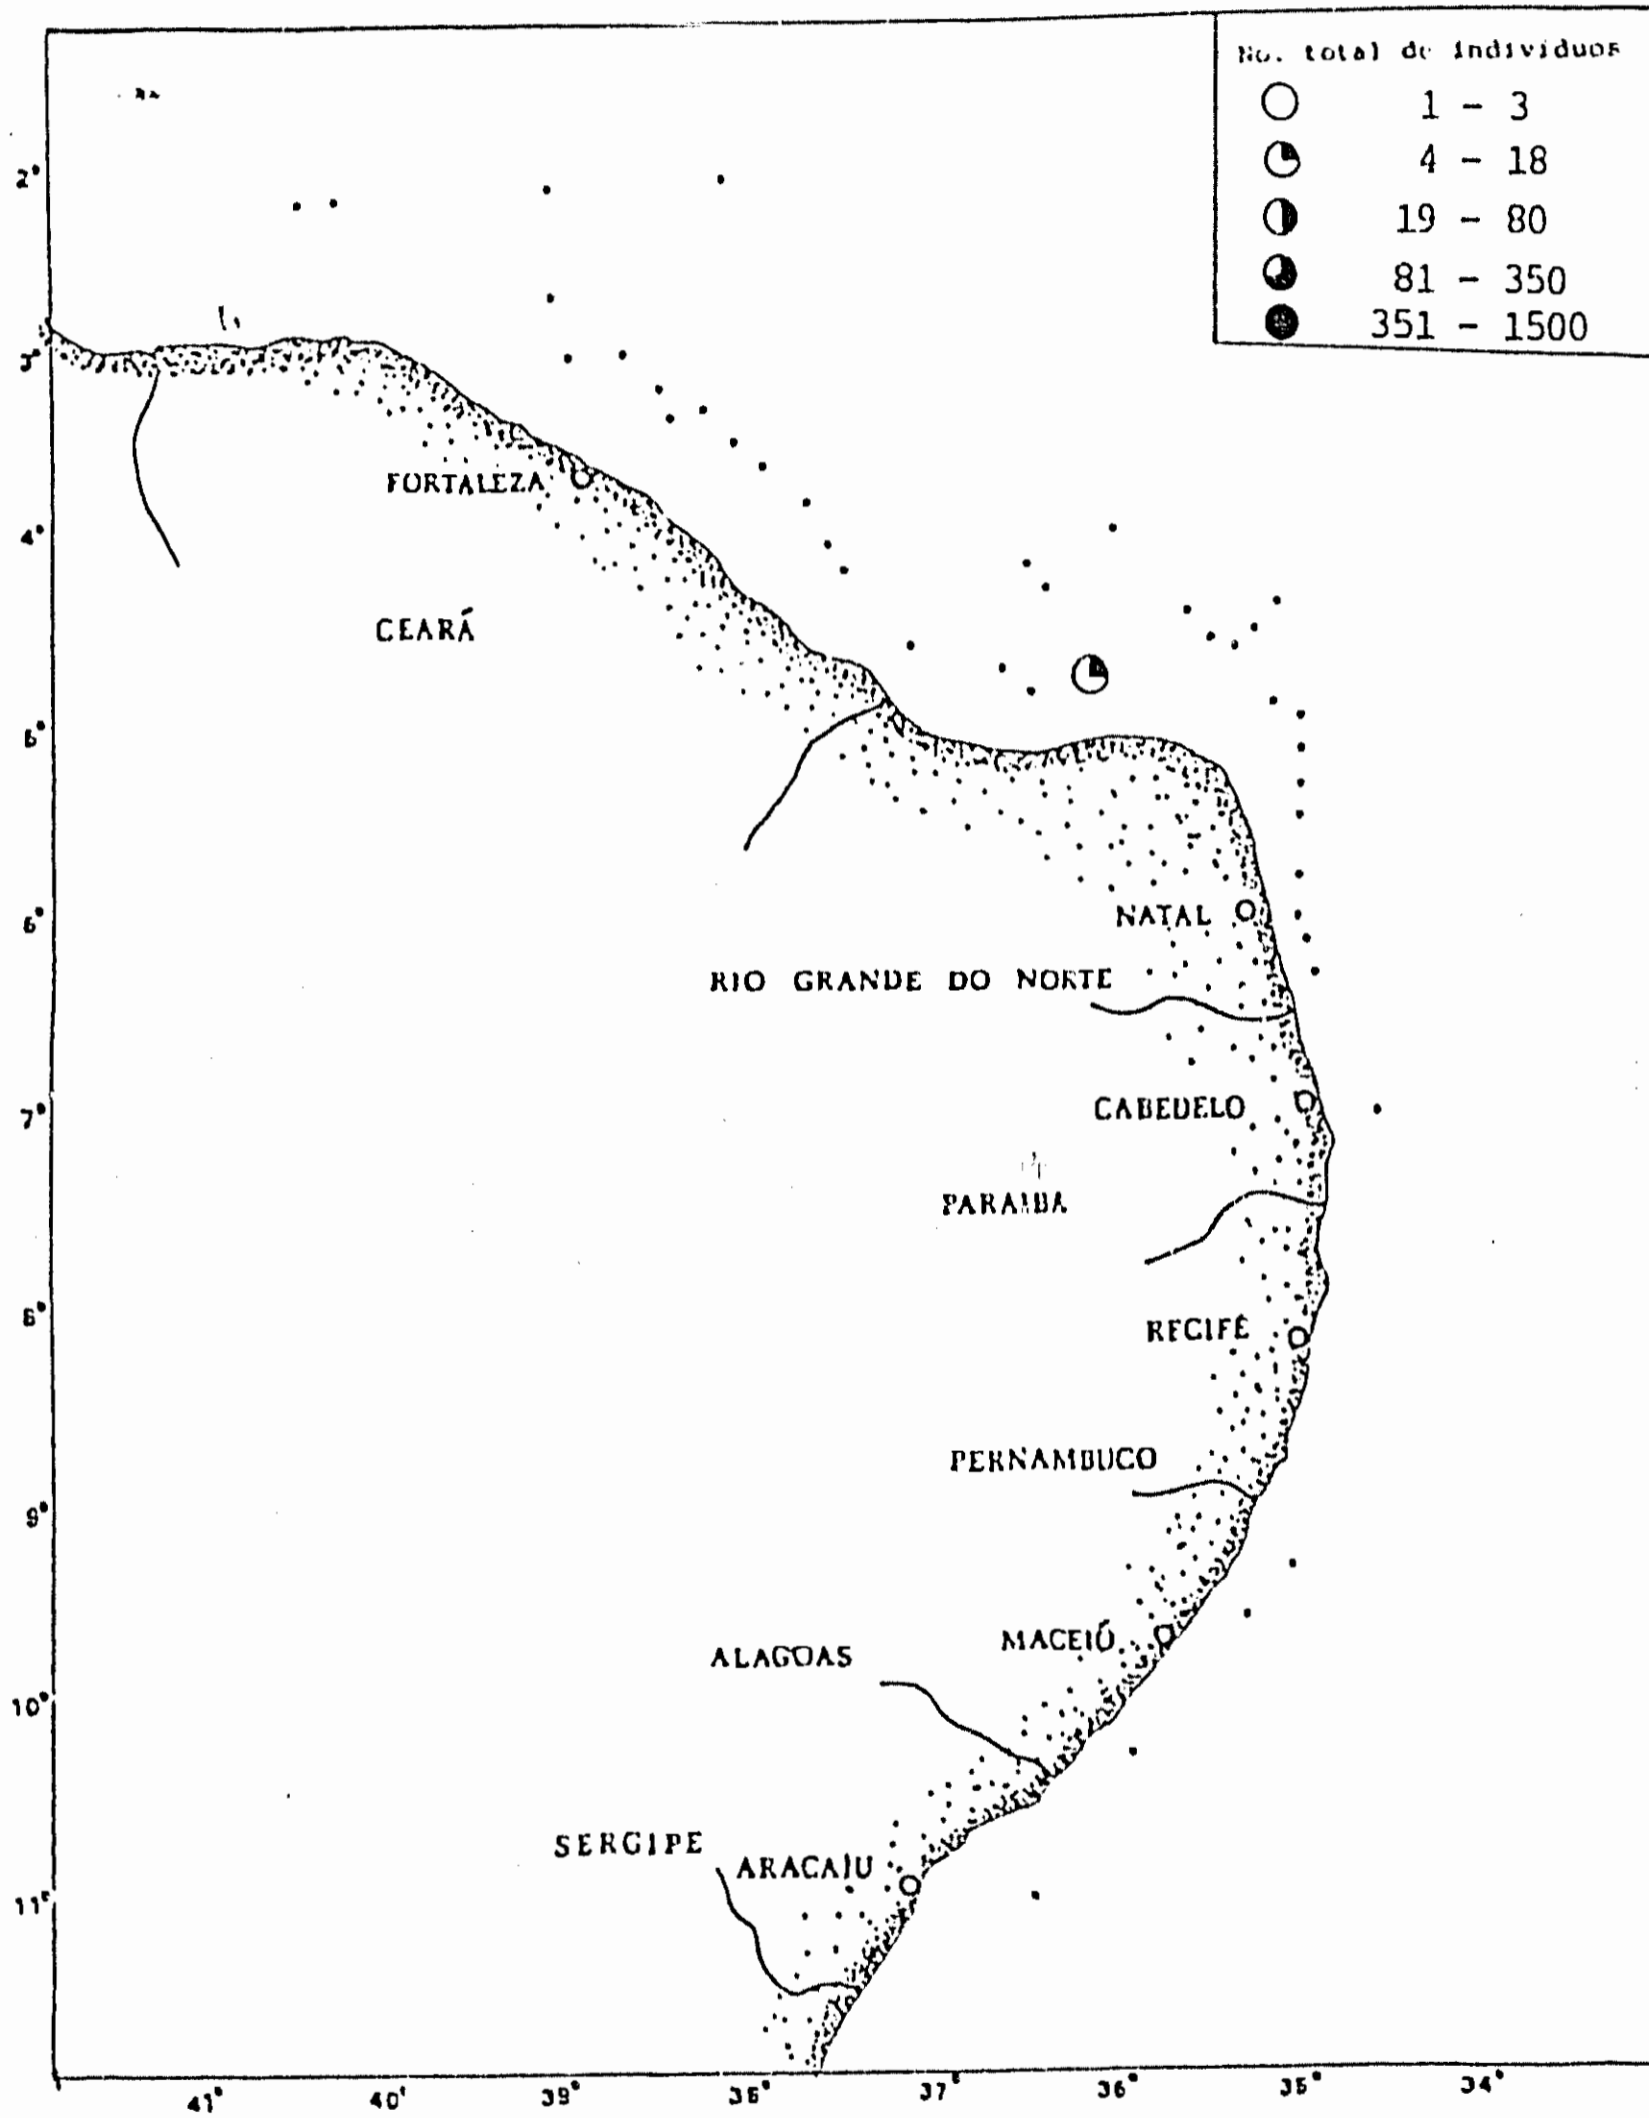 No. total de indivíduos
1 - 3
4 - 18
19 - 80
81 - 350
351 - 1500
2°
3°
FORTALEZA
4°
CEARÁ
5°
6°
NATAL
RIO GRANDE DO NORTE
7°
CABEDELO
PARAIBA
8°
RECIFE
PERNAMBUCO
9°
MACEIÓ
ALAGOAS
10°
SERGIPE
ARACAJU
11°
41° 40° 39° 38° 37° 36° 35° 34°